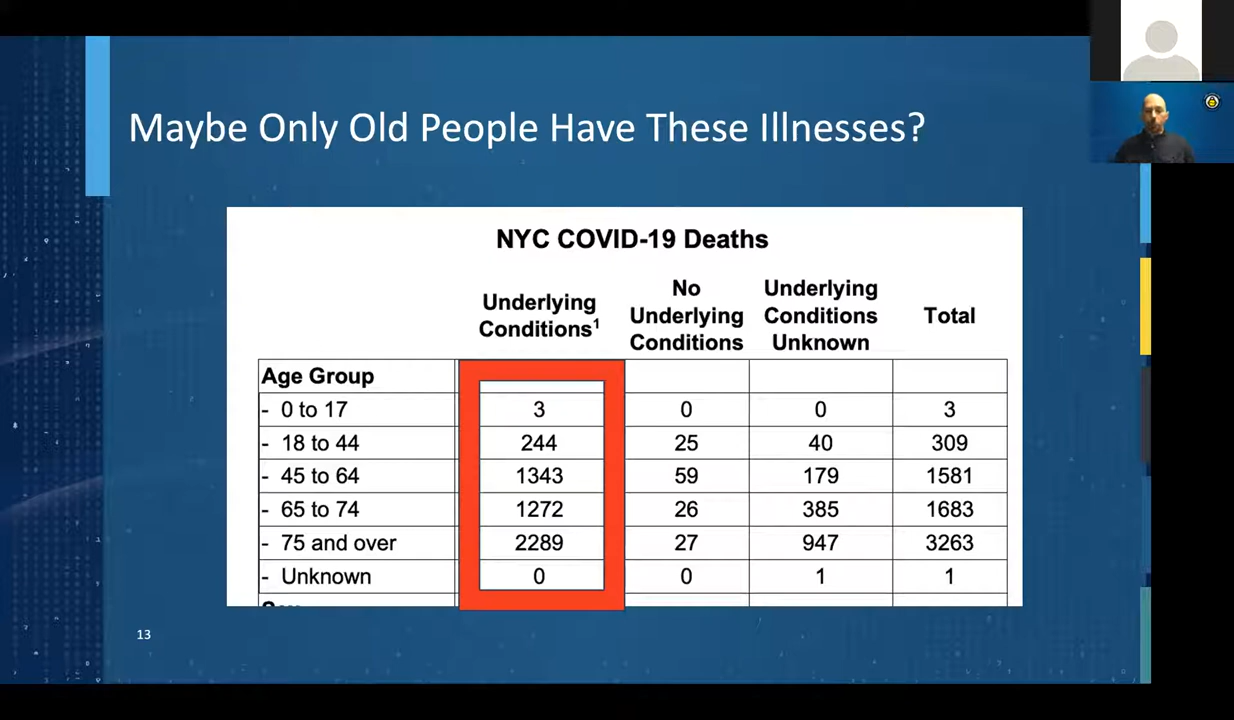 Maybe Only Old People Have These Illnesses?
NYC COVID-19 Deaths
Underlying Conditions1
No Underlying Conditions
Underlying Conditions Unknown
Total
Age Group
- 0 to 17 3 0 0 3
- 18 to 44 244 25 40 309
- 45 to 64 1343 59 179 1581
- 65 to 74 1272 26 385 1683
- 75 and over 2289 27 947 3263
- Unknown 0 0 1 1
13